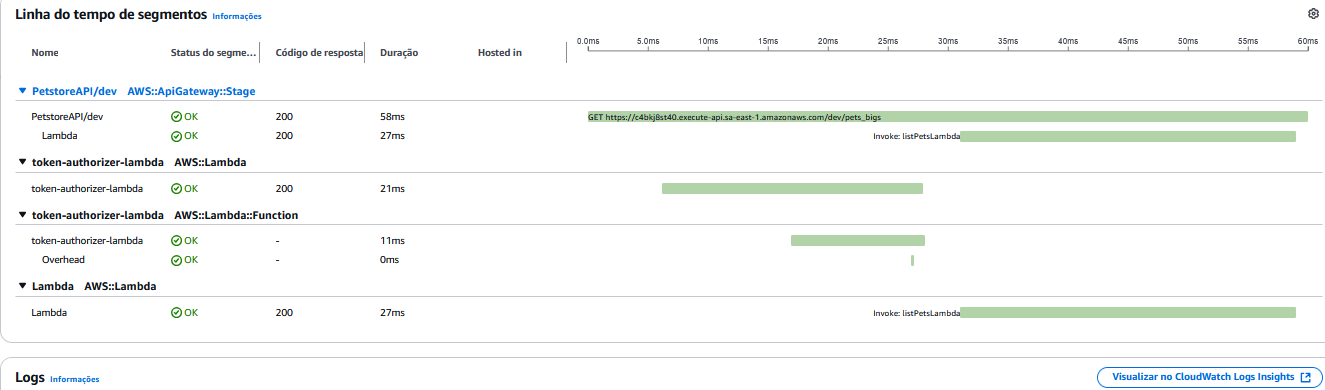 Linha do tempo de segmentos Informações
Nome Status do segme... Código de resposta Duração Hosted in 0.0ms 5.0ms 10ms 15ms 20ms 25ms 30ms 35ms 40ms 45ms 50ms 55ms 60ms
PetstoreAPI/dev AWS::ApiGateway::Stage
PetstoreAPI/dev OK 200 58ms GET https://c4bkj8st40.execute-api.sa-east-1.amazonaws.com/dev/pets_bigs
Lambda OK 200 27ms Invoke: listPetsLambda
token-authorizer-lambda AWS::Lambda
token-authorizer-lambda OK 200 21ms
token-authorizer-lambda AWS::Lambda::Function
token-authorizer-lambda OK - 11ms
Overhead OK - 0ms
Lambda AWS::Lambda
Lambda OK 200 27ms Invoke: listPetsLambda
Logs Informações Visualizar no CloudWatch Logs Insights